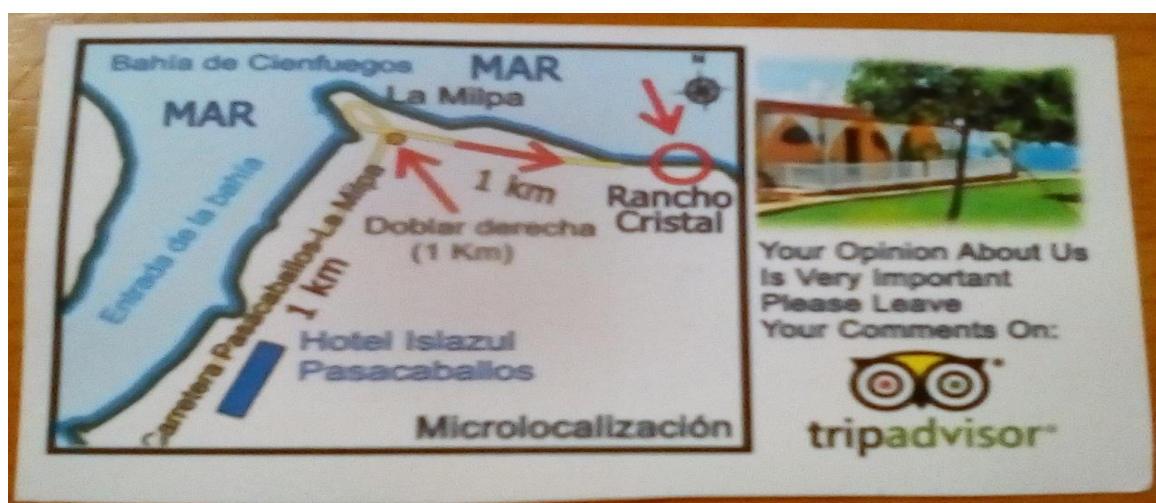 Bahía de Cienfuegos
MAR
N
La Milpa
MAR
Entrada de la bahía
Carretera Pasacaballos-La Milpa
1 km
Doblar derecha
(1 Km)
1 km
Rancho
Cristal
Hotel Islazul
Pasacaballos
Microlocalización
Your Opinion About Us
Is Very Important
Please Leave
Your Comments On:
tripadvisor®